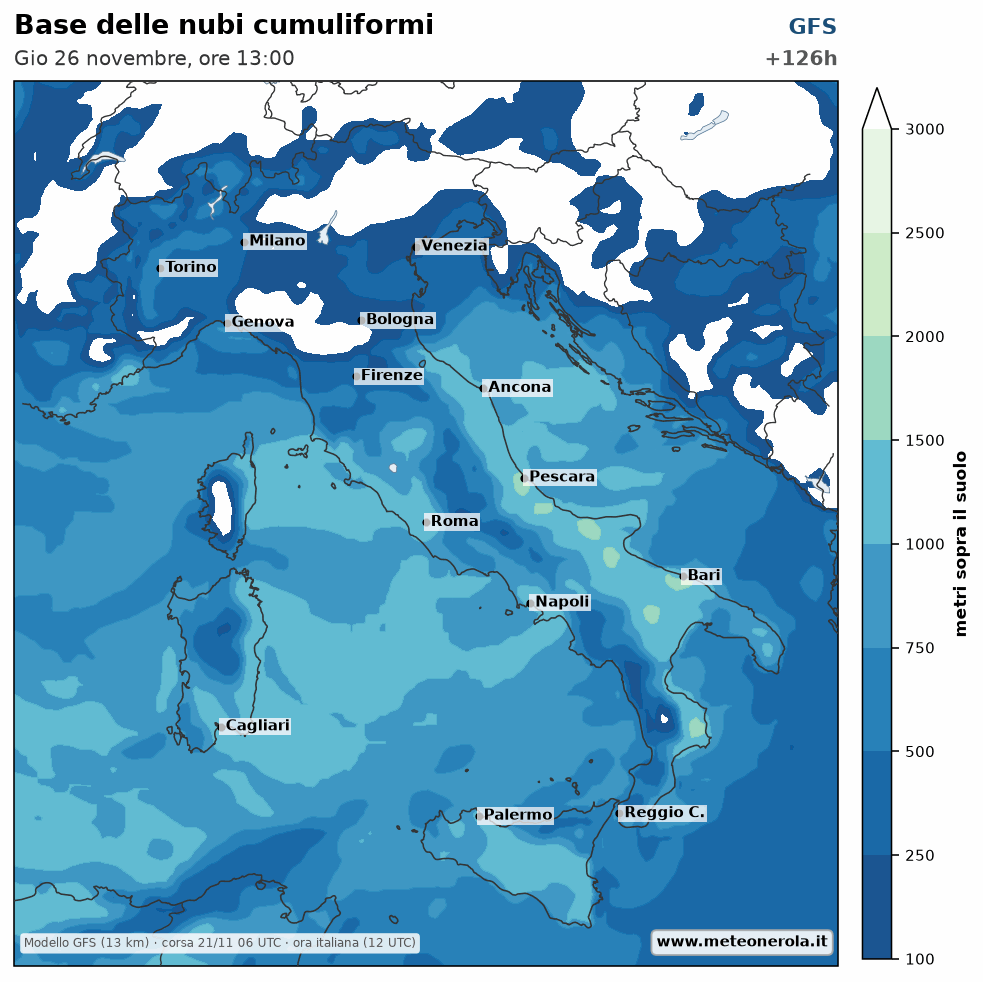 Base delle nubi cumuliformi
GFS
Gio 26 novembre, ore 13:00
+126h
Milano
Venezia
Torino
Genova
Bologna
Firenze
Ancona
Pescara
Roma
Bari
Napoli
Cagliari
Palermo
Reggio C.
3000
2500
2000
1500
1000
750
500
250
100
metri sopra il suolo
Modello GFS (13 km) · corsa 21/11 06 UTC · ora italiana (12 UTC)
www.meteonerola.it